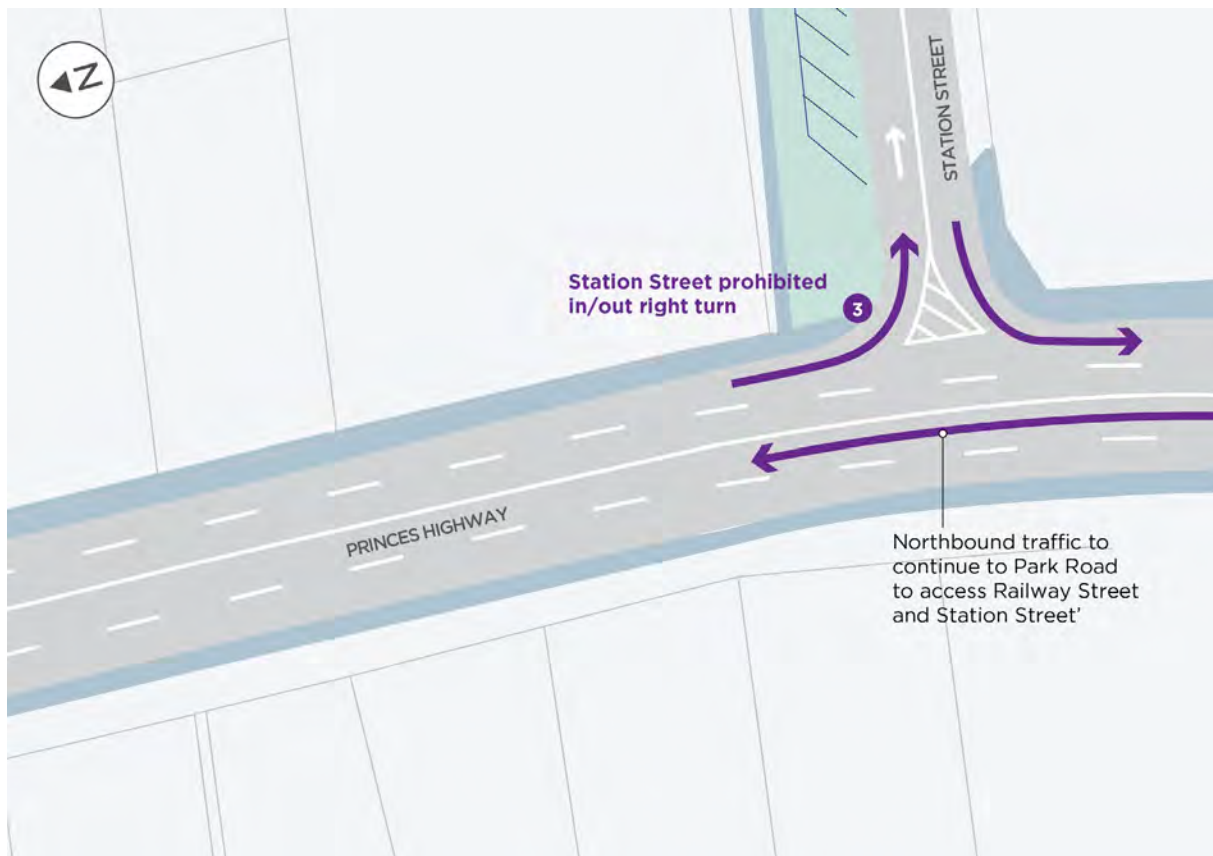 N
STATION STREET
Station Street prohibited
in/out right turn
3
PRINCES HIGHWAY
Northbound traffic to
continue to Park Road
to access Railway Street
and Station Street’